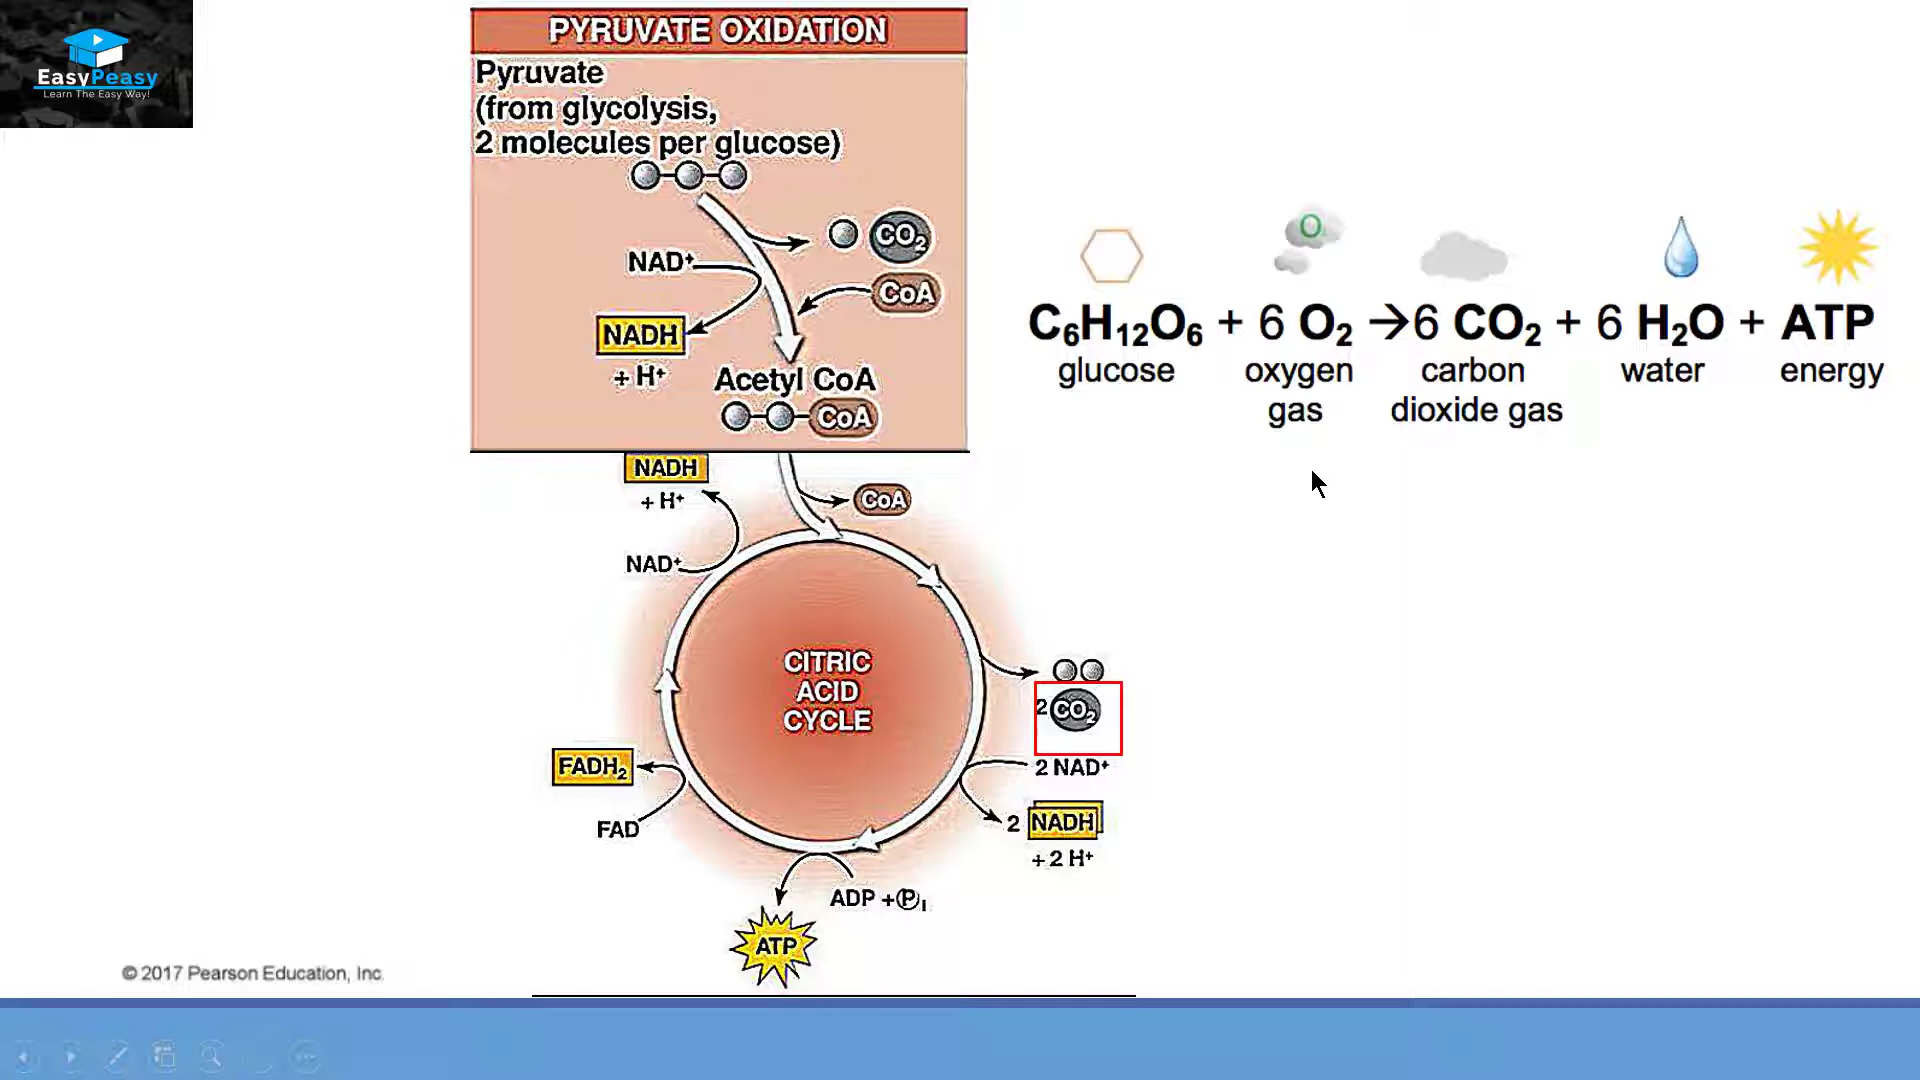 EasyPeasy
Learn The Easy Way!
PYRUVATE OXIDATION
Pyruvate
(from glycolysis,
2 molecules per glucose)
CO₂
NAD⁺
CoA
NADH
+ H⁺
Acetyl CoA
CoA
O
C₆H₁₂O₆ + 6 O₂ → 6 CO₂ + 6 H₂O + ATP
glucose oxygen gas carbon dioxide gas water energy
NADH
+ H⁺
CoA
NAD⁺
CITRIC
ACID
CYCLE
2 CO₂
2 NAD⁺
2 NADH
+ 2 H⁺
FADH₂
FAD
ADP + Pᵢ
ATP
© 2017 Pearson Education, Inc.